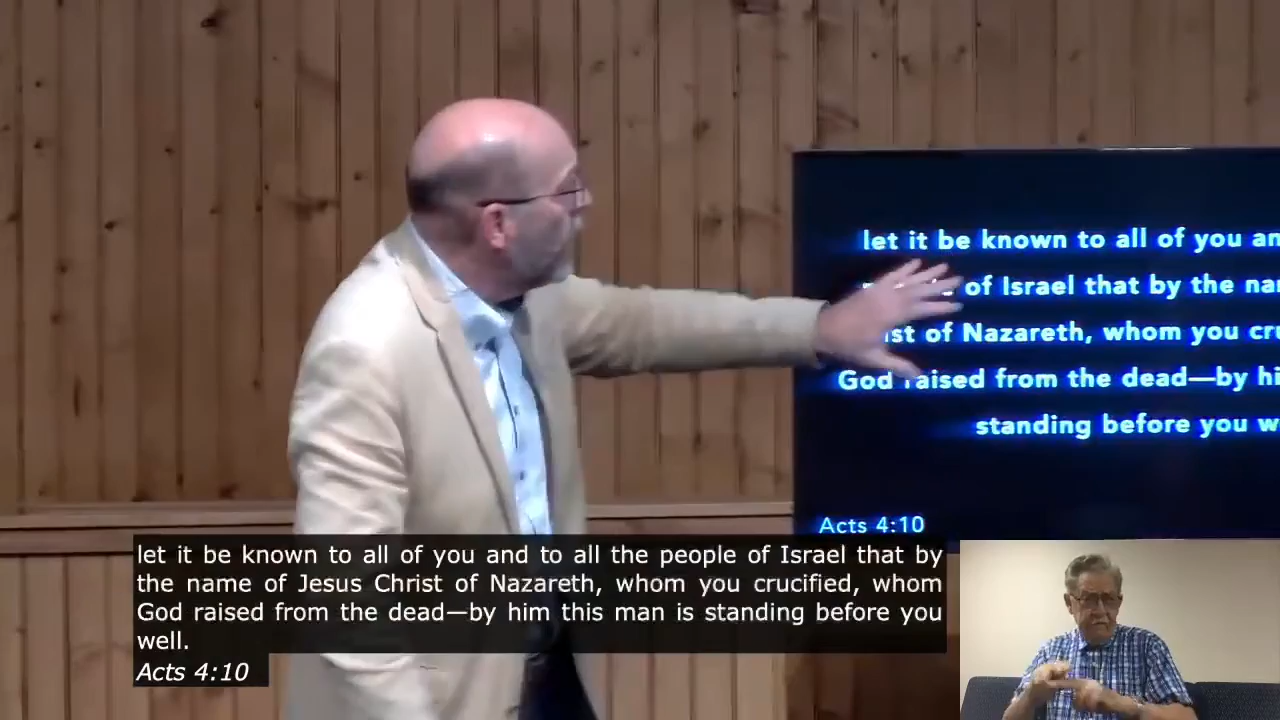 let it be known to all of you an
of Israel that by the na
st of Nazareth, whom you cru
God raised from the dead—by hi
standing before you w
Acts 4:10
let it be known to all of you and to all the people of Israel that by
the name of Jesus Christ of Nazareth, whom you crucified, whom
God raised from the dead—by him this man is standing before you
well.
Acts 4:10